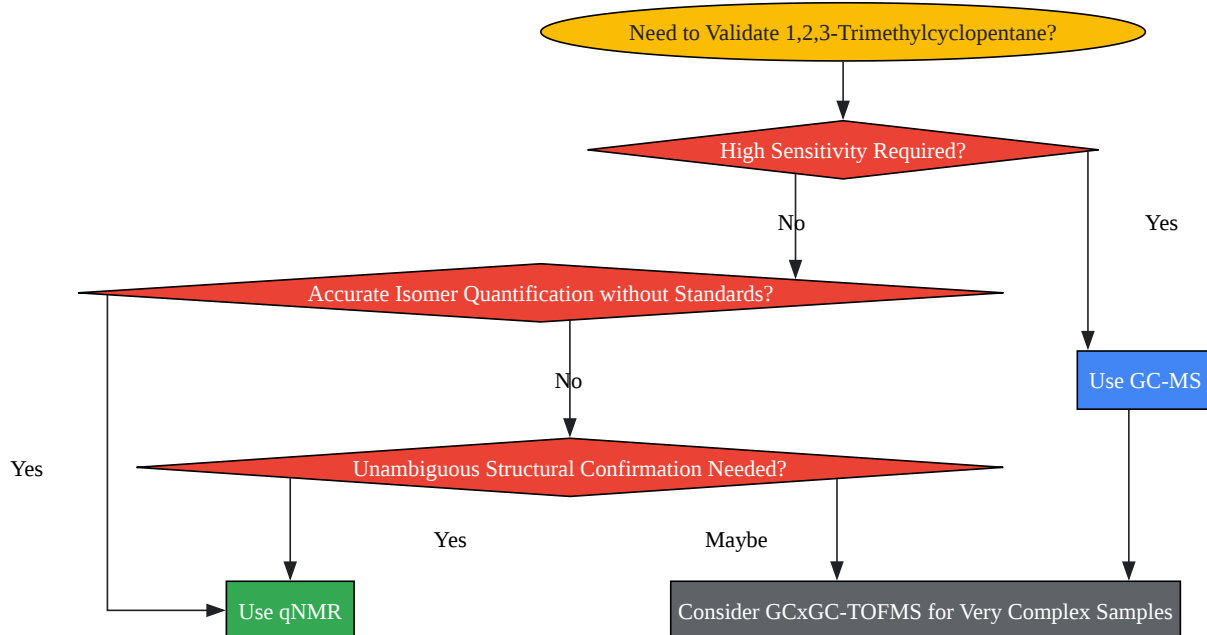 Need to Validate 1,2,3-Trimethylcyclopentane?
High Sensitivity Required?
No
Yes
Accurate Isomer Quantification without Standards?
No
Use GC-MS
Yes
Unambiguous Structural Confirmation Needed?
Yes
Maybe
Use qNMR
Consider GCxGC-TOFMS for Very Complex Samples